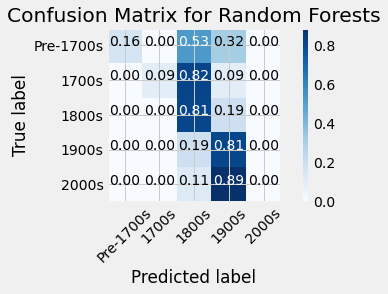 Confusion Matrix for Random Forests
True label
Pre-1700s 0.16 0.00 0.53 0.32 0.00
1700s 0.00 0.09 0.82 0.09 0.00
1800s 0.00 0.00 0.81 0.19 0.00
1900s 0.00 0.00 0.19 0.81 0.00
2000s 0.00 0.00 0.11 0.89 0.00
Pre-1700s 1700s 1800s 1900s 2000s
Predicted label
0.8
0.6
0.4
0.2
0.0